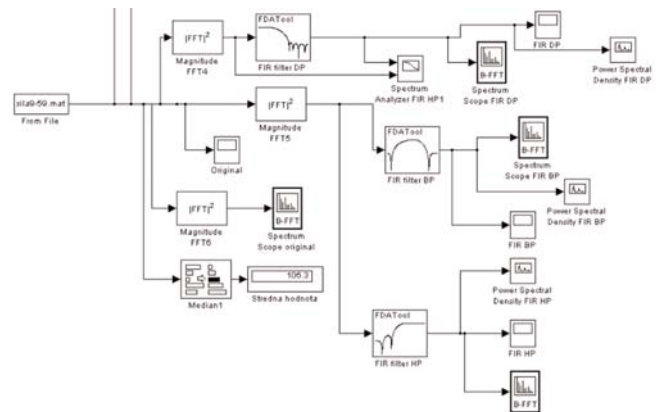 FDATool
|FFT|²
Magnitude
FFT4
FIR filter DP
FIR DP
Spectrum
Analyzer FIR HP1
B-FFT
Spectrum
Scope FIR DP
Power Spectral
Density FIR DP
sila9-59.mat
From File
|FFT|²
Magnitude
FFT5
Original
FDATool
FIR filter BP
B-FFT
Spectrum
Scope FIR BP
Power Spectral
Density FIR BP
FIR BP
|FFT|²
Magnitude
FFT6
B-FFT
Spectrum
Scope original
Median1
106.3
Stredna hodnota
FDATool
FIR filter HP
Power Spectral
Density FIR HP
FIR HP
B-FFT